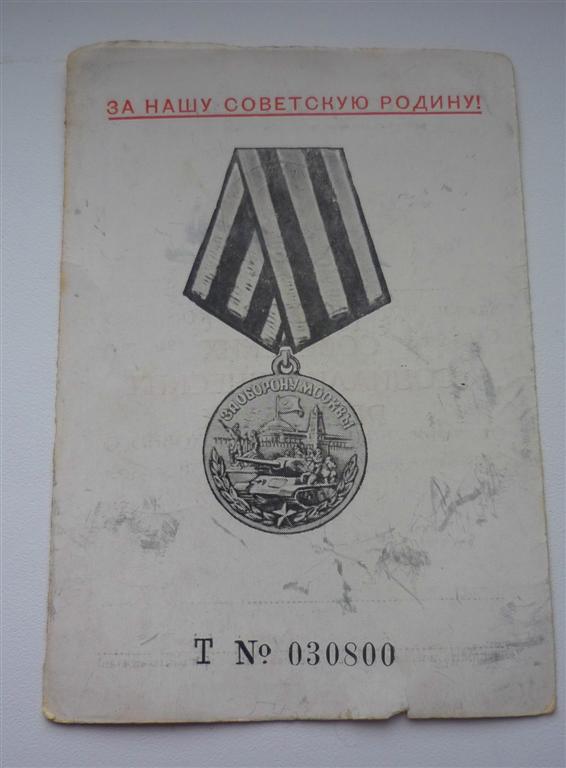 ЗА НАШУ СОВЕТСКУЮ РОДИНУ!
ЗА ОБОРОНУ МОСКВЫ
Т № 030800